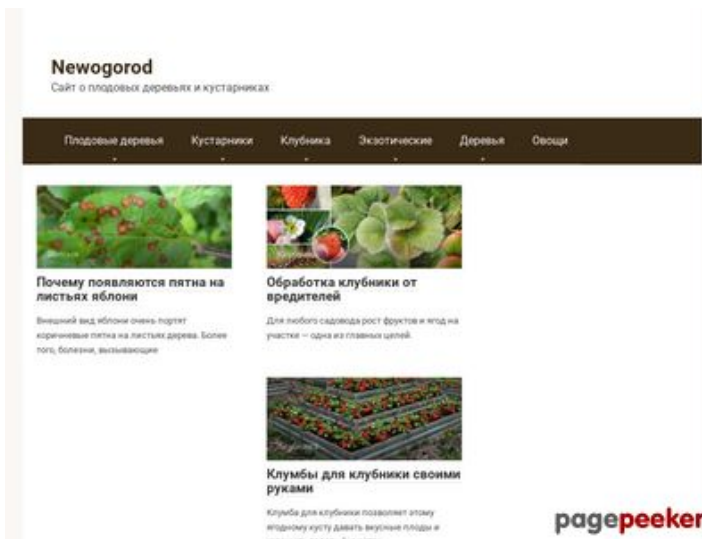 Newogorod
Сайт о плодовых деревьях и кустарниках
Плодовые деревья Кустарники Клубника Экзотические Деревья Овощи
Почему появляются пятна на
листьях яблони
Внешний вид яблони очень портят
коричневые пятна на листьях дерева. Более
того, болезни, вызывающие
Обработка клубники от
вредителей
Для любого садовода рост фруктов и ягод на
участке — одна из главных целей.
Клумбы для клубники своими
руками
Клумба для клубники позволяет этому
ягодному кусту давать вкусные плоды и
pagepeeker